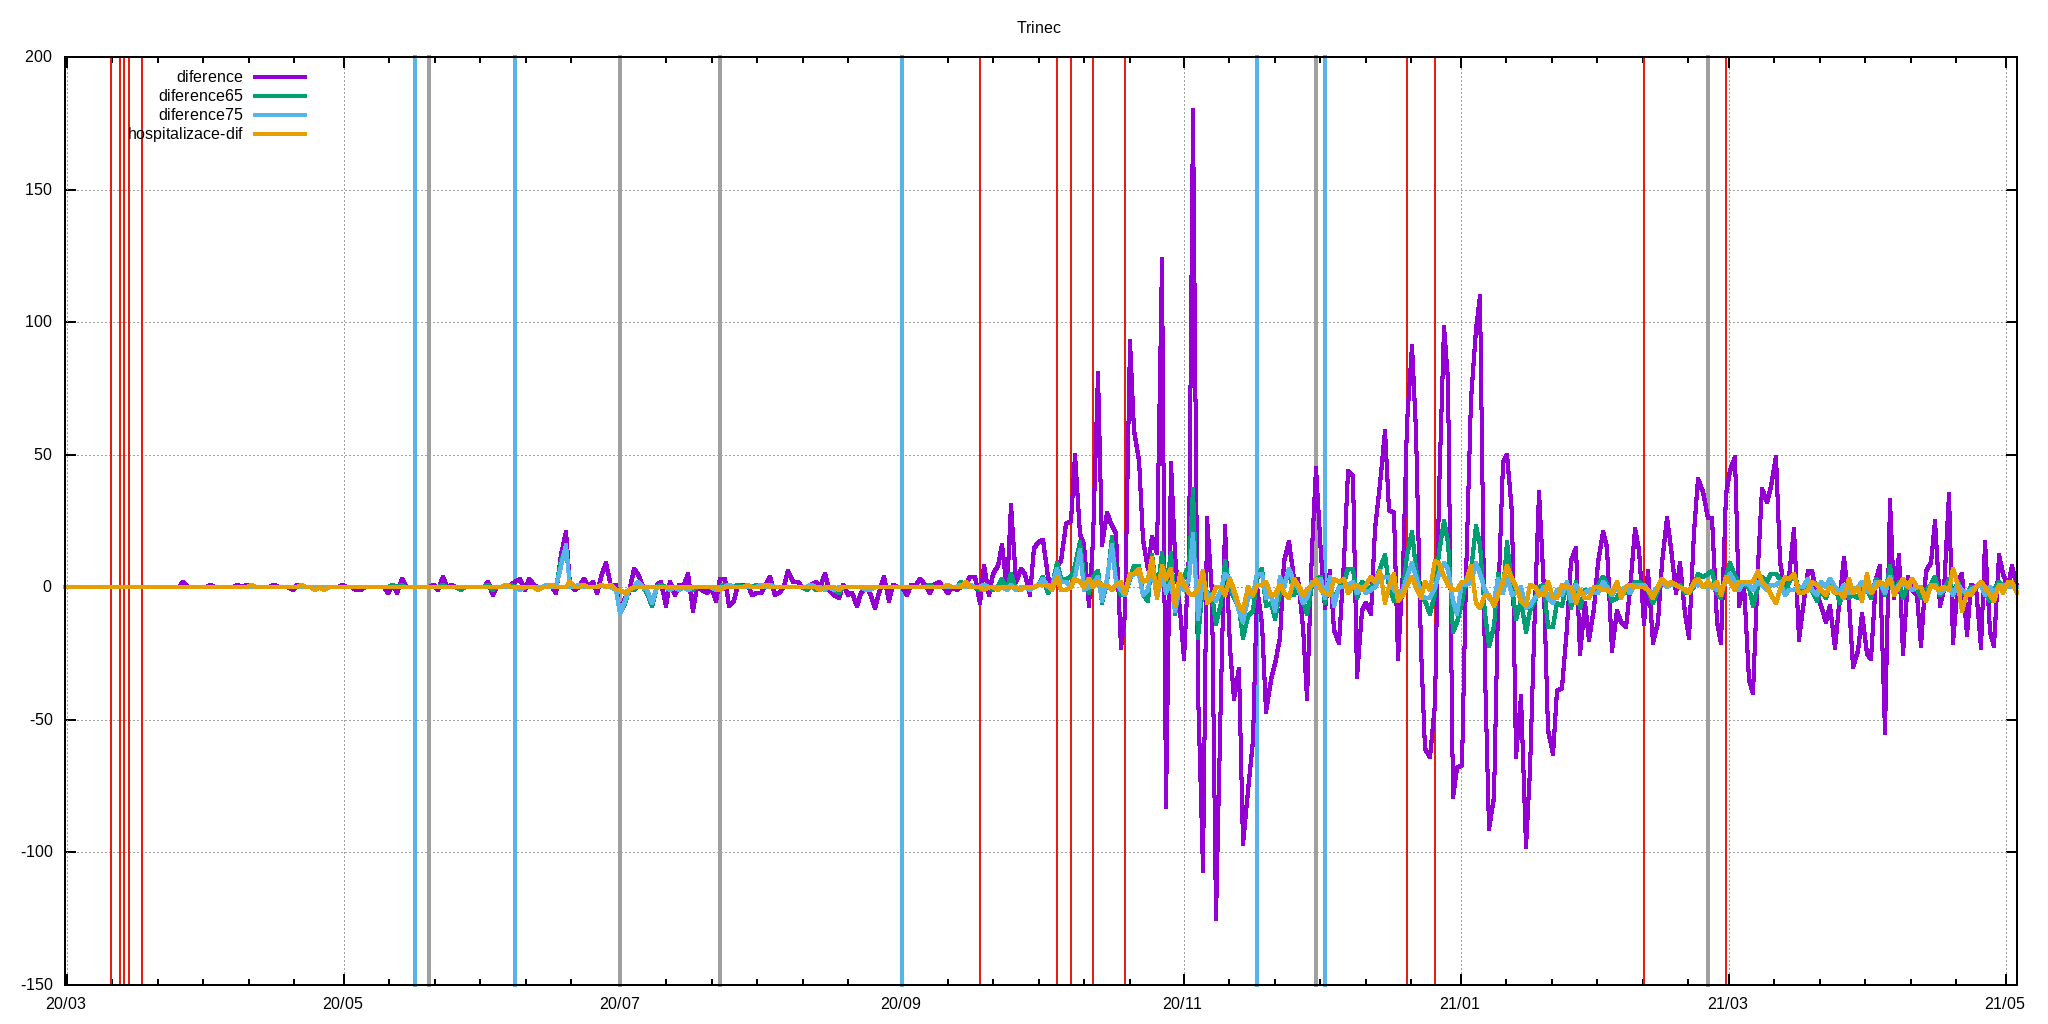 Trinec
200
150
100
50
0
-50
-100
-150
diference
diference65
diference75
hospitalizace-dif
20/03 20/05 20/07 20/09 20/11 21/01 21/03 21/05